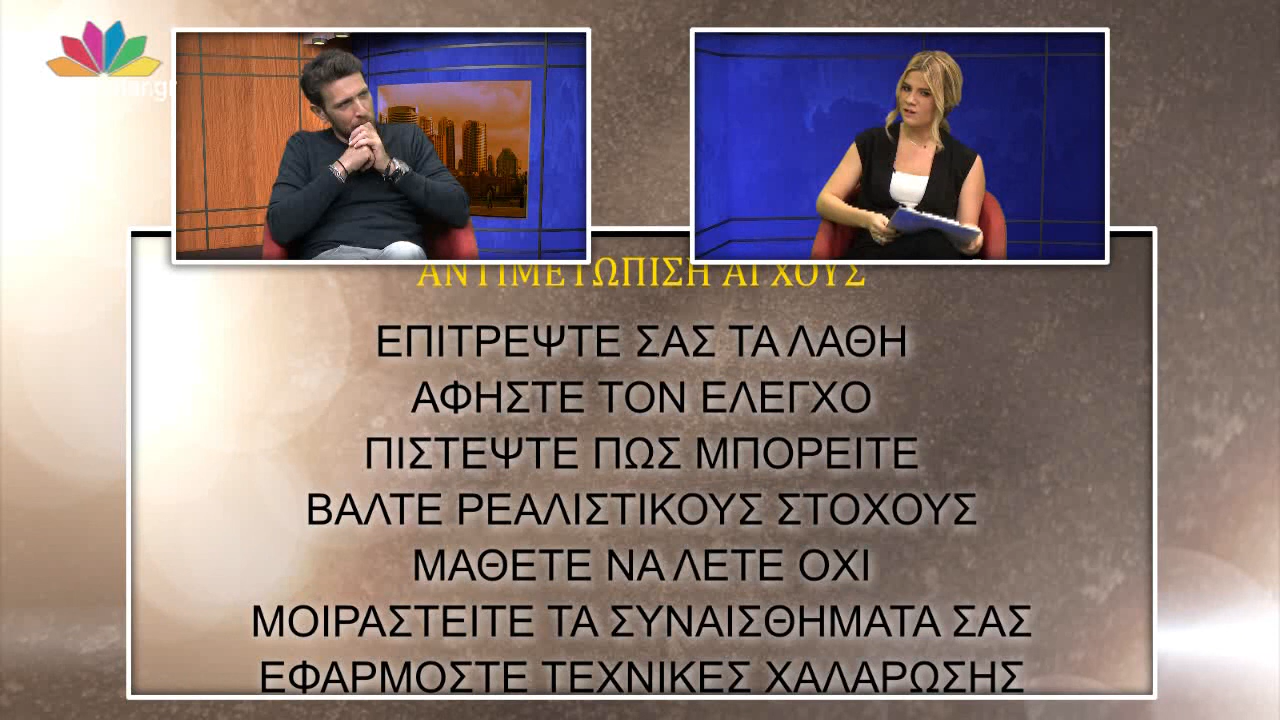 ΑΝΤΙΜΕΤΩΠΙΣΗ ΑΓΧΟΥΣ
ΕΠΙΤΡΕΨΤΕ ΣΑΣ ΤΑ ΛΑΘΗ
ΑΦΗΣΤΕ ΤΟΝ ΕΛΕΓΧΟ
ΠΙΣΤΕΨΤΕ ΠΩΣ ΜΠΟΡΕΙΤΕ
ΒΑΛΤΕ ΡΕΑΛΙΣΤΙΚΟΥΣ ΣΤΟΧΟΥΣ
ΜΑΘΕΤΕ ΝΑ ΛΕΤΕ ΟΧΙ
ΜΟΙΡΑΣΤΕΙΤΕ ΤΑ ΣΥΝΑΙΣΘΗΜΑΤΑ ΣΑΣ
ΕΦΑΡΜΟΣΤΕ ΤΕΧΝΙΚΕΣ ΧΑΛΑΡΩΣΗΣ